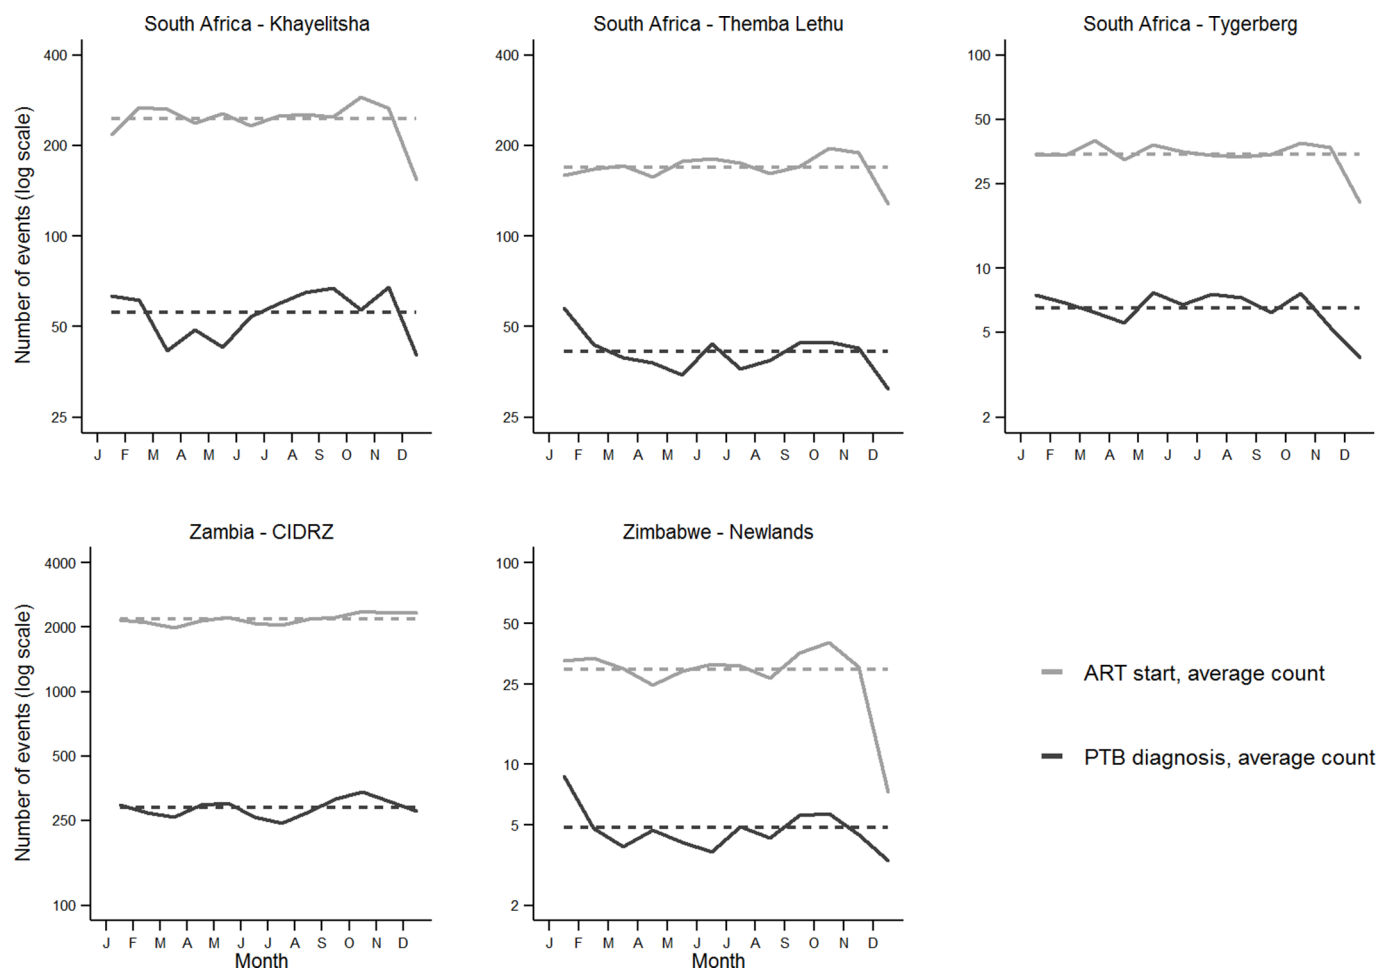 South Africa - Khayelitsha
South Africa - Themba Lethu
South Africa - Tygerberg
Number of events (log scale)
400
200
100
50
25
J F M A M J J A S O N D
400
200
100
50
25
J F M A M J J A S O N D
100
50
25
10
5
2
J F M A M J J A S O N D
Zambia - CIDRZ
Zimbabwe - Newlands
Number of events (log scale)
4000
2000
1000
500
250
100
J F M A M J J A S O N D
Month
100
50
25
10
5
2
J F M A M J J A S O N D
Month
ART start, average count
PTB diagnosis, average count